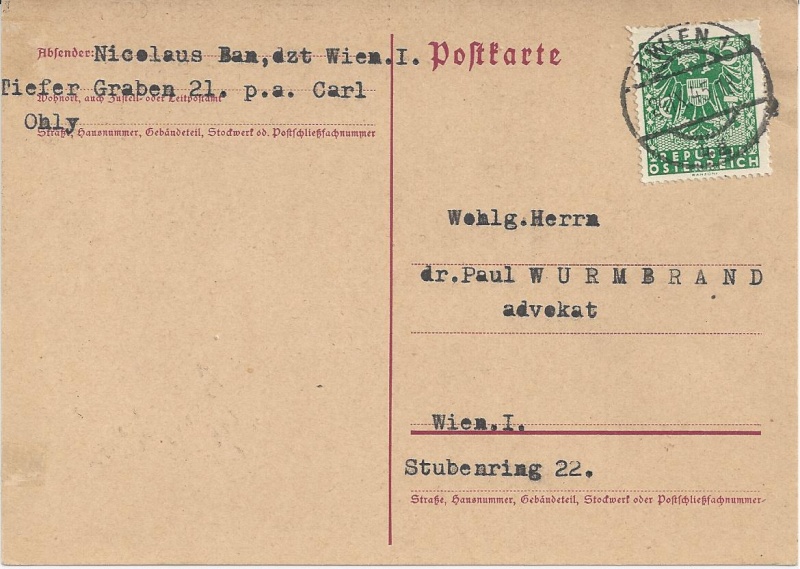 Absender: Nicolaus Ban, dzt Wien.I.
Tiefer Graben 21. p.a. Carl
Wohnort, auch Zustell- oder Leitpostamt
Ohly
Straße, Hausnummer, Gebäudeteil, Stockwerk od. Postschließfachnummer
Postkarte
WIEN
REPUBLIK
ÖSTERREICH
Wohlg.Herrn
dr.Paul W U R M B R A N D
advokat
Wien.I.
Stubenring 22.
Straße, Hausnummer, Gebäudeteil, Stockwerk oder Postschließfachnummer